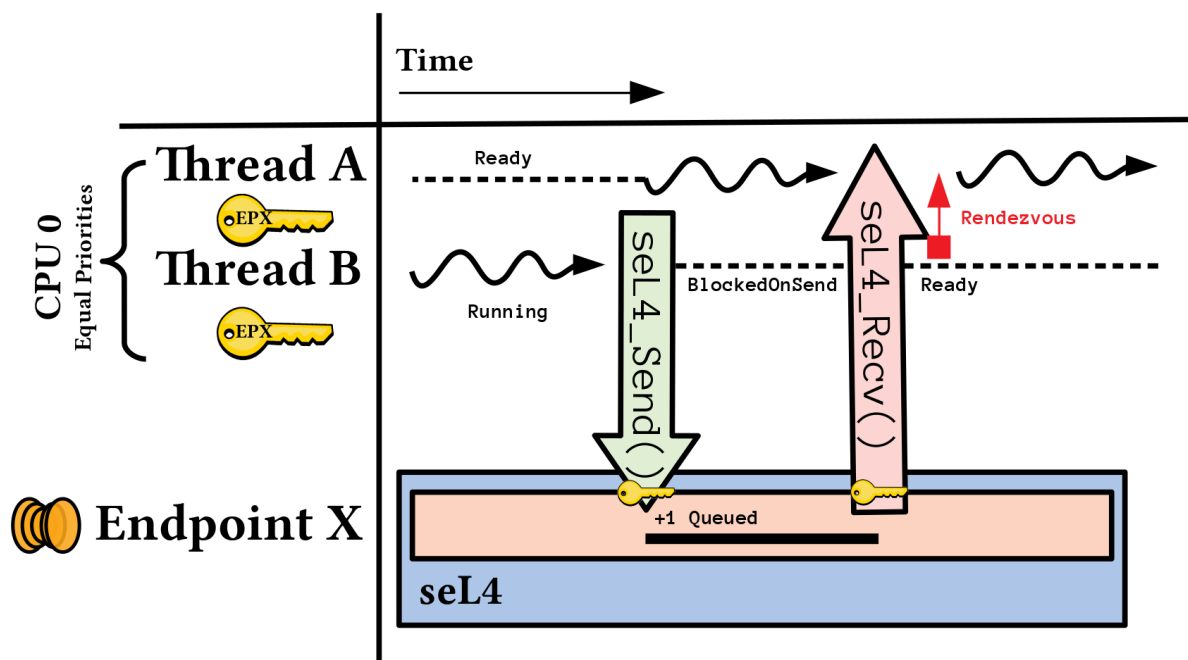 Time
Thread A
EPX
Thread B
EPX
CPU 0
Equal Priorities
Ready
Running
seL4_Send()
BlockedOnSend
seL4_Recv()
Rendezvous
Ready
Endpoint X
+1 Queued
seL4